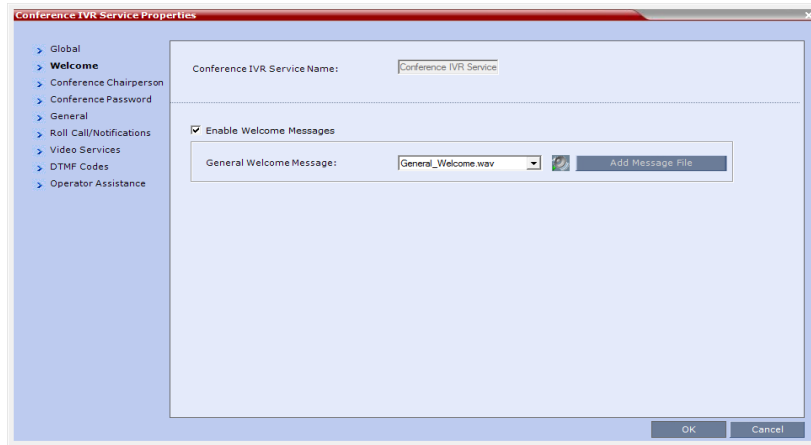 Conference IVR Service Properties
Global
Welcome
Conference Chairperson
Conference Password
General
Roll Call/Notifications
Video Services
DTMF Codes
Operator Assistance
Conference IVR Service Name: Conference IVR Service
Enable Welcome Messages
General Welcome Message: General_Welcome.wav Add Message File
OK Cancel